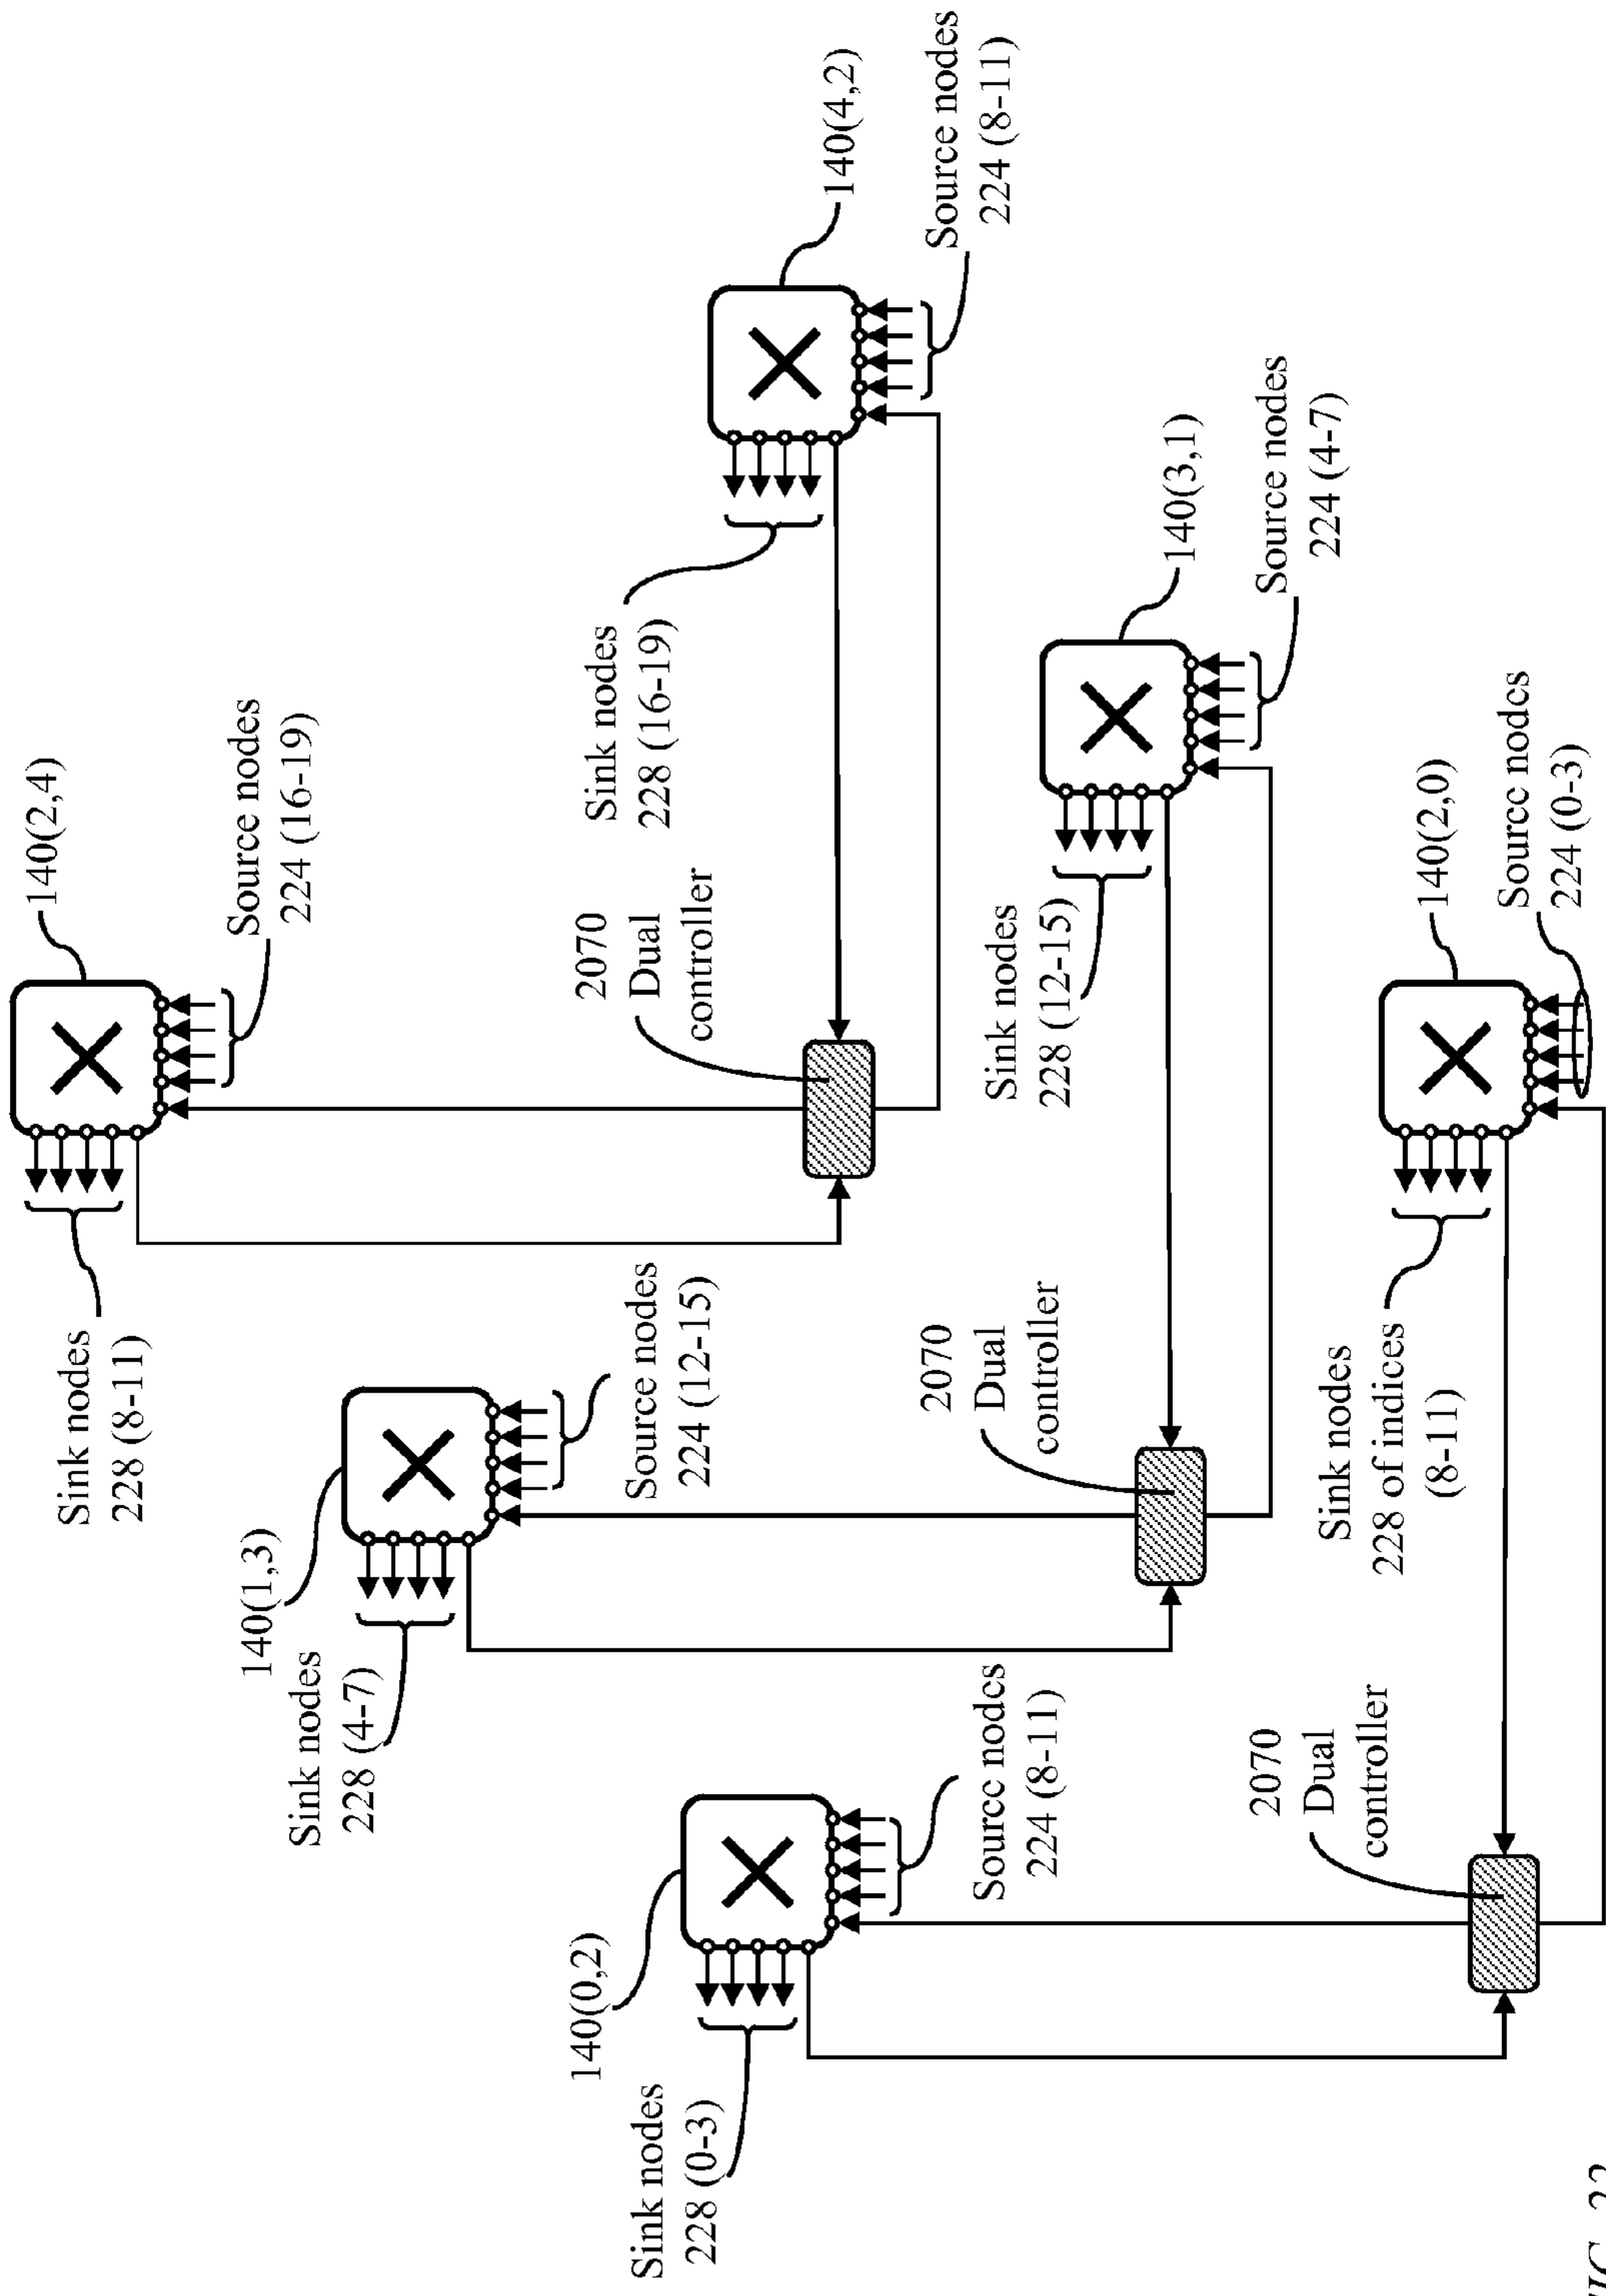 140(2,4)
Sink nodes
228 (8-11)
Source nodes
224 (16-19)
140(1,3)
Sink nodes
228 (4-7)
140(0,2)
2070
Dual
controller
Sink nodes
228 (16-19)
Source nodes
224 (12-15)
Sink nodes
228 (0-3)
140(4,2)
2070
Dual
controller
Source nodes
224 (8-11)
Source nodes
224 (8-11)
Sink nodes
228 (12-15)
140(3,1)
2070
Dual
controller
Source nodes
224 (4-7)
Sink nodes
228 of indices
(8-11)
140(2,0)
Source nodes
224 (0-3)